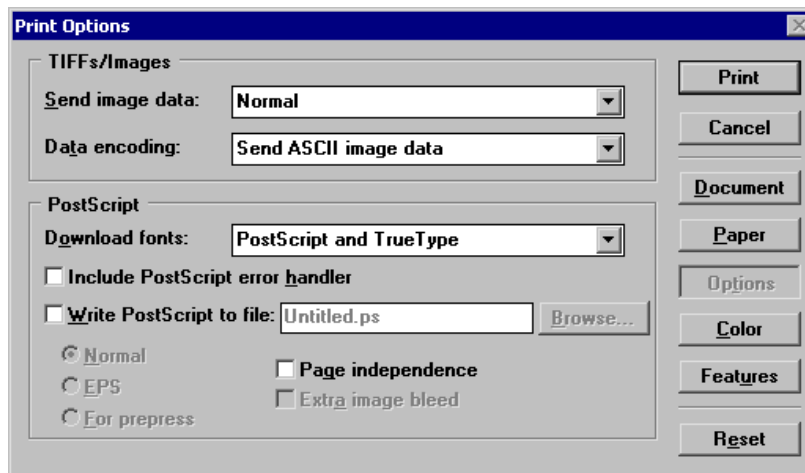 Print Options
TIFFs/Images
Send image data: Normal
Data encoding: Send ASCII image data
PostScript
Download fonts: PostScript and TrueType
Include PostScript error handler
Write PostScript to file: Untitled.ps Browse...
Normal
EPS
For prepress
Page independence
Extra image bleed
Print
Cancel
Document
Paper
Options
Color
Features
Reset